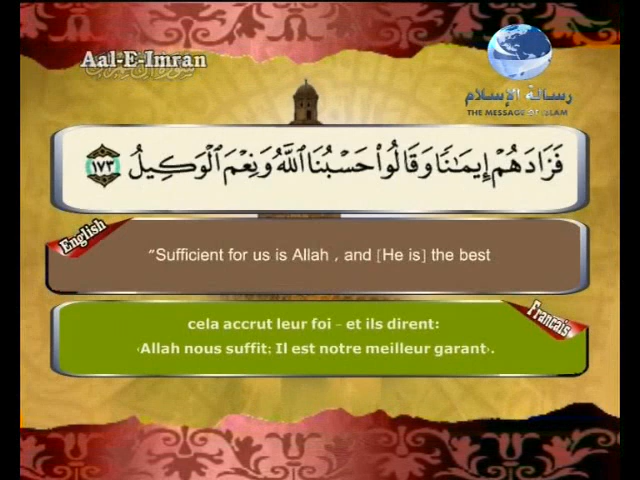 Aal-E-Imran
رسالة الإسلام
THE MESSAGE OF ISLAM
فَزَادَهُمْ إِيمَـٰنًا وَقَالُوا۟ حَسْبُنَا ٱللَّهُ وَنِعْمَ ٱلْوَكِيلُ ١٧٣
English
"Sufficient for us is Allah , and [He is] the best
Francais
cela accrut leur foi - et ils dirent:
‹Allah nous suffit; Il est notre meilleur garant›.